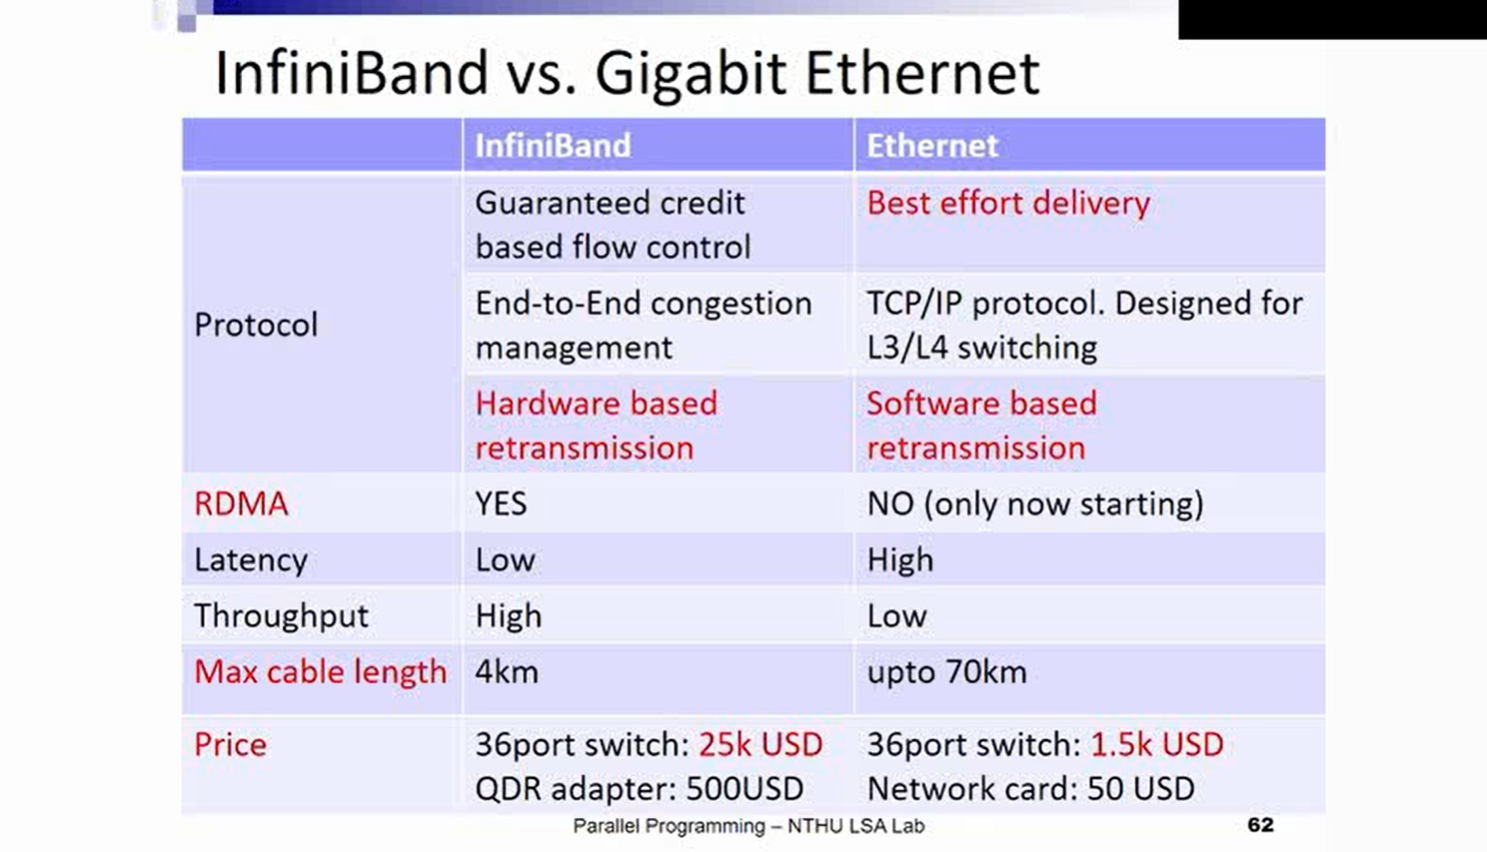 InfiniBand vs. Gigabit Ethernet
InfiniBand
Ethernet
Protocol
Guaranteed credit
based flow control
Best effort delivery
End-to-End congestion
management
TCP/IP protocol. Designed for
L3/L4 switching
Hardware based
retransmission
Software based
retransmission
RDMA
YES
NO (only now starting)
Latency
Low
High
Throughput
High
Low
Max cable length
4km
upto 70km
Price
36port switch: 25k USD
QDR adapter: 500USD
36port switch: 1.5k USD
Network card: 50 USD
Parallel Programming – NTHU LSA Lab
62